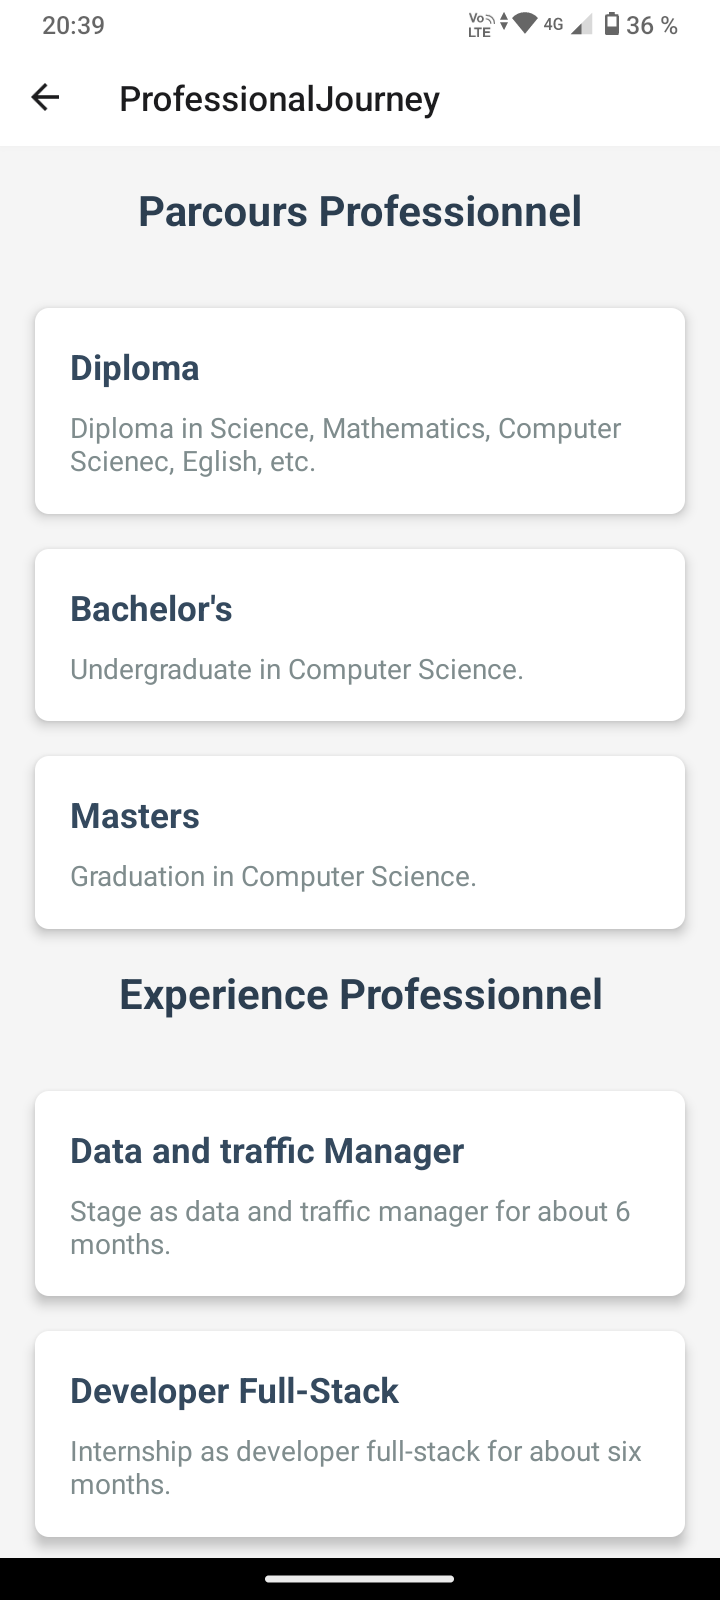 20:39 Vo LTE 4G 36 %
ProfessionalJourney
Parcours Professionnel
Diploma
Diploma in Science, Mathematics, Computer
Scienec, Eglish, etc.
Bachelor's
Undergraduate in Computer Science.
Masters
Graduation in Computer Science.
Experience Professionnel
Data and traffic Manager
Stage as data and traffic manager for about 6
months.
Developer Full-Stack
Internship as developer full-stack for about six
months.